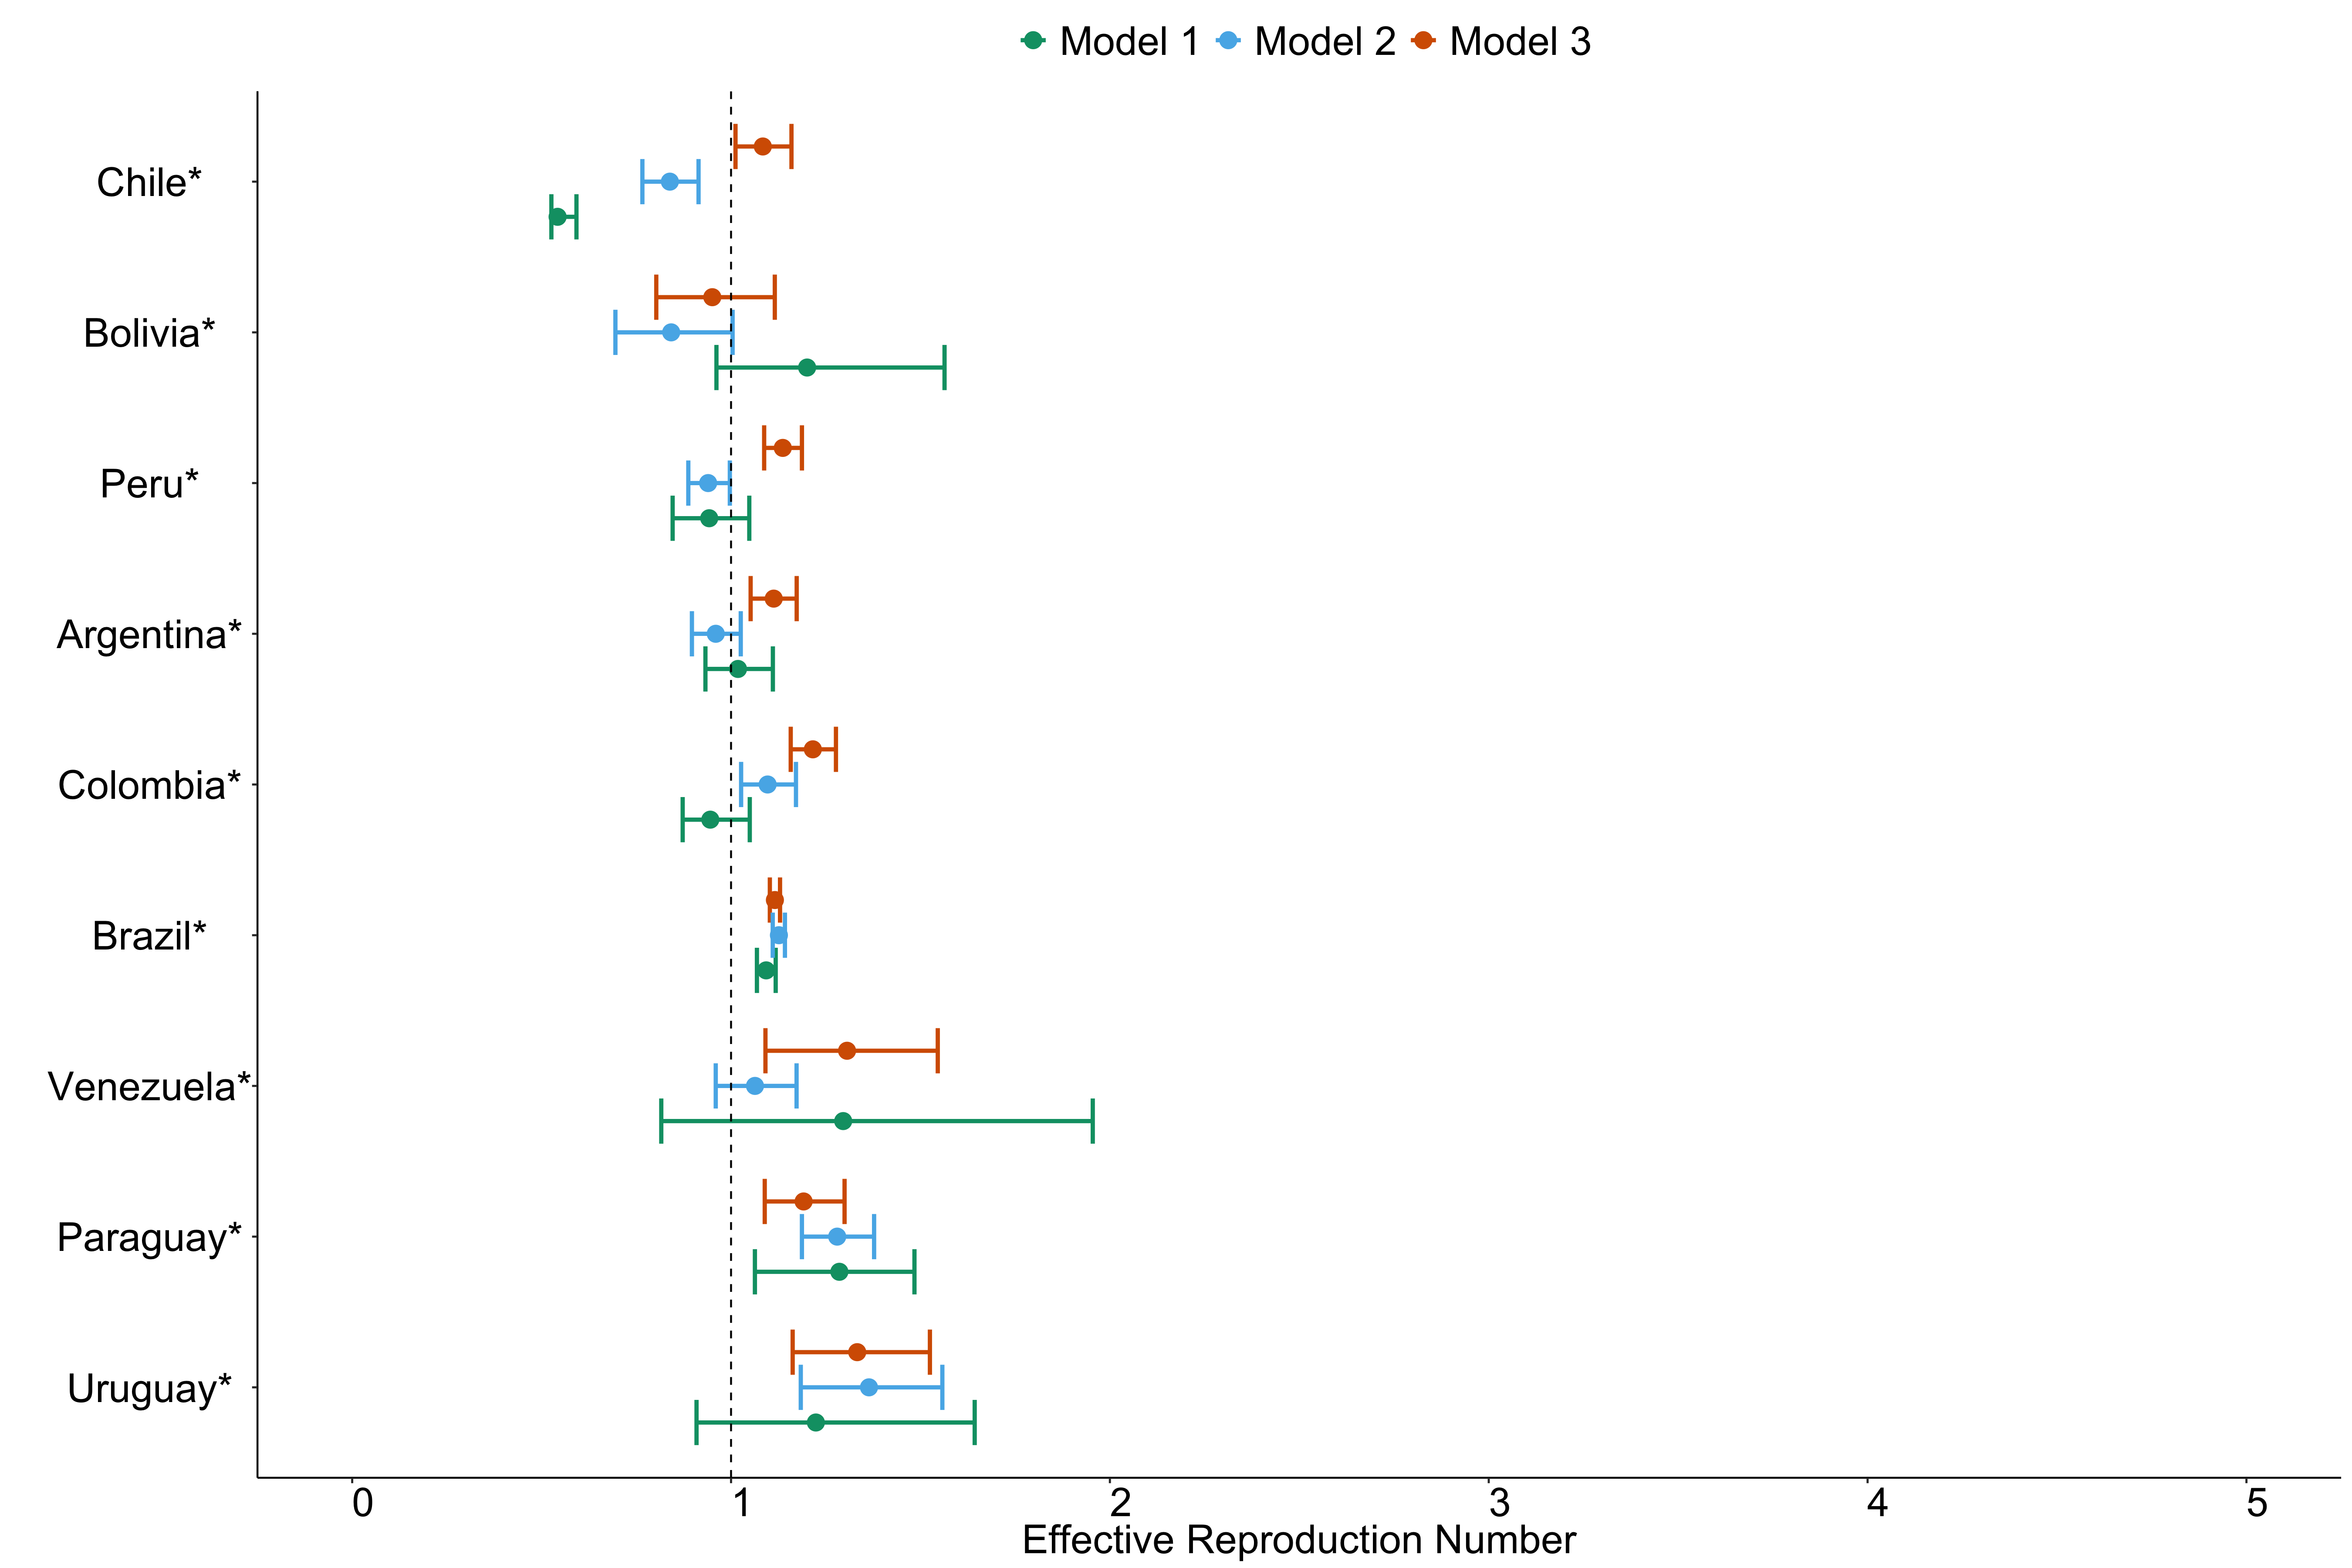 Model 1 Model 2 Model 3
Chile*
Bolivia*
Peru*
Argentina*
Colombia*
Brazil*
Venezuela*
Paraguay*
Uruguay*
0 1 2 3 4 5
Effective Reproduction Number